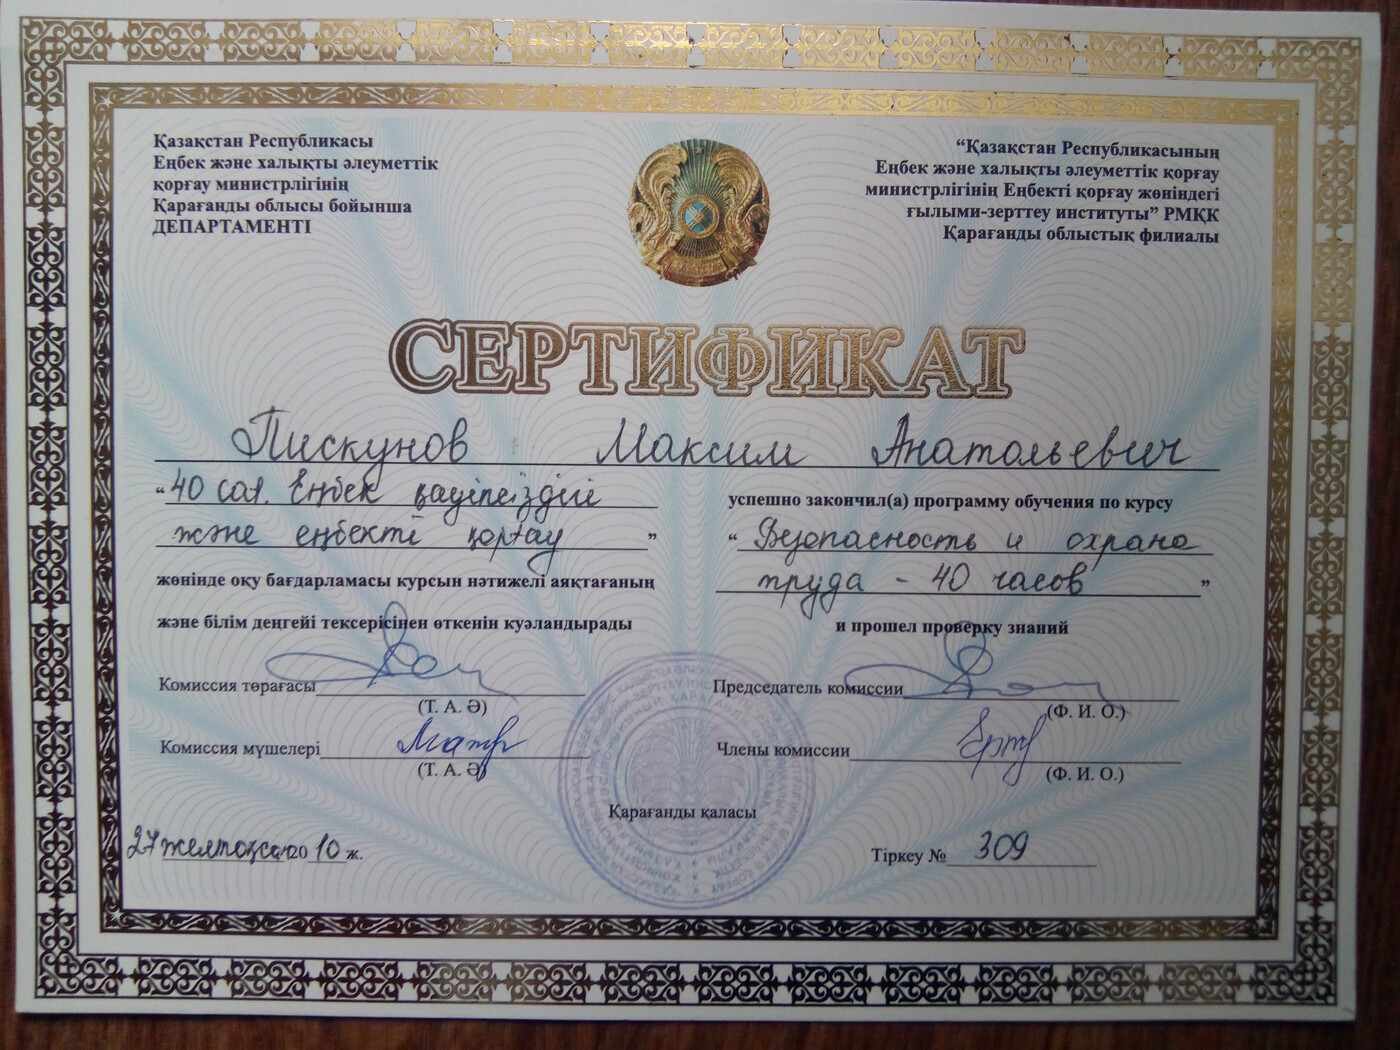 Қазақстан Республикасы
Еңбек және халықты әлеуметтік
қорғау министрлігінің
Қарағанды облысы бойынша
ДЕПАРТАМЕНТІ
“Қазақстан Республикасының
Еңбек және халықты әлеуметтік қорғау
министрлігінің Еңбекті қорғау жөніндегі
ғылыми-зерттеу институты” РМҚК
Қарағанды облыстық филиалы
СЕРТИФИКАТ
Пискунов Максим Анатольевич
“40 сағ. Еңбек қауіпсіздігі
және еңбекті қорғау”
жөнінде оқу бағдарламасы курсын нәтижелі аяқтағаның
және білім деңгейі тексерісінен өткенін куәландырады
успешно закончил(а) программу обучения по курсу
“Безопасность и охрана
труда - 40 часов”
и прошел проверку знаний
Комиссия төрағасы
(Т. А. Ә)
Комиссия мүшелері
(Т. А. Ә)
Председатель комиссии
(Ф. И. О.)
Члены комиссии
(Ф. И. О.)
Қарағанды қаласы
27 желтоқсан 2010 ж.
Тіркеу № 309